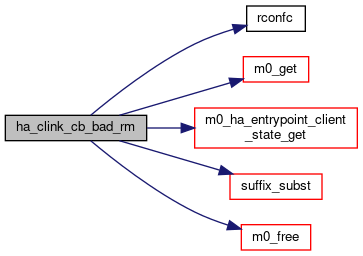 rconfc
m0_get
ha_clink_cb_bad_rm
m0_ha_entrypoint_client
_state_get
suffix_subst
m0_free